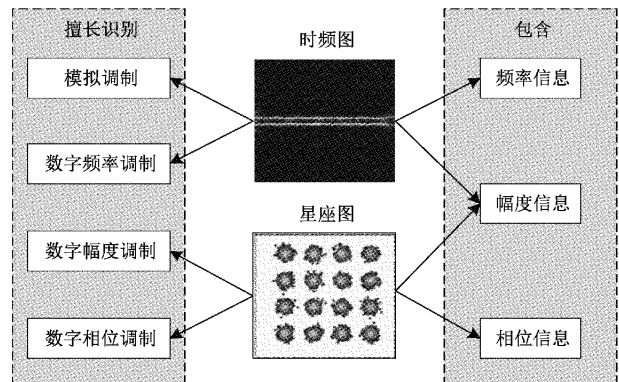 擅长识别
模拟调制
数字频率调制
数字幅度调制
数字相位调制
时频图
星座图
包含
频率信息
幅度信息
相位信息